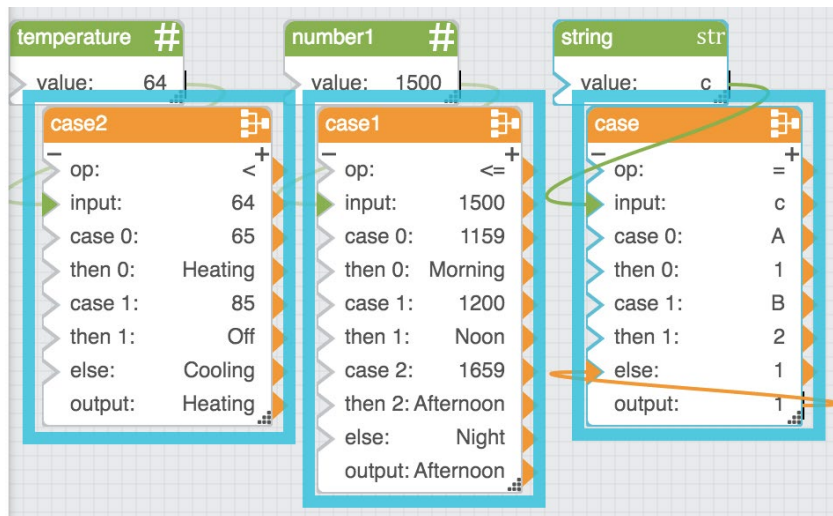 temperature #
value: 64
case2
− +
op: <
input: 64
case 0: 65
then 0: Heating
case 1: 85
then 1: Off
else: Cooling
output: Heating
number1 #
value: 1500
case1
− +
op: <=
input: 1500
case 0: 1159
then 0: Morning
case 1: 1200
then 1: Noon
case 2: 1659
then 2: Afternoon
else: Night
output: Afternoon
string str
value: c
case
− +
op: =
input: c
case 0: A
then 0: 1
case 1: B
then 1: 2
else: 1
output: 1